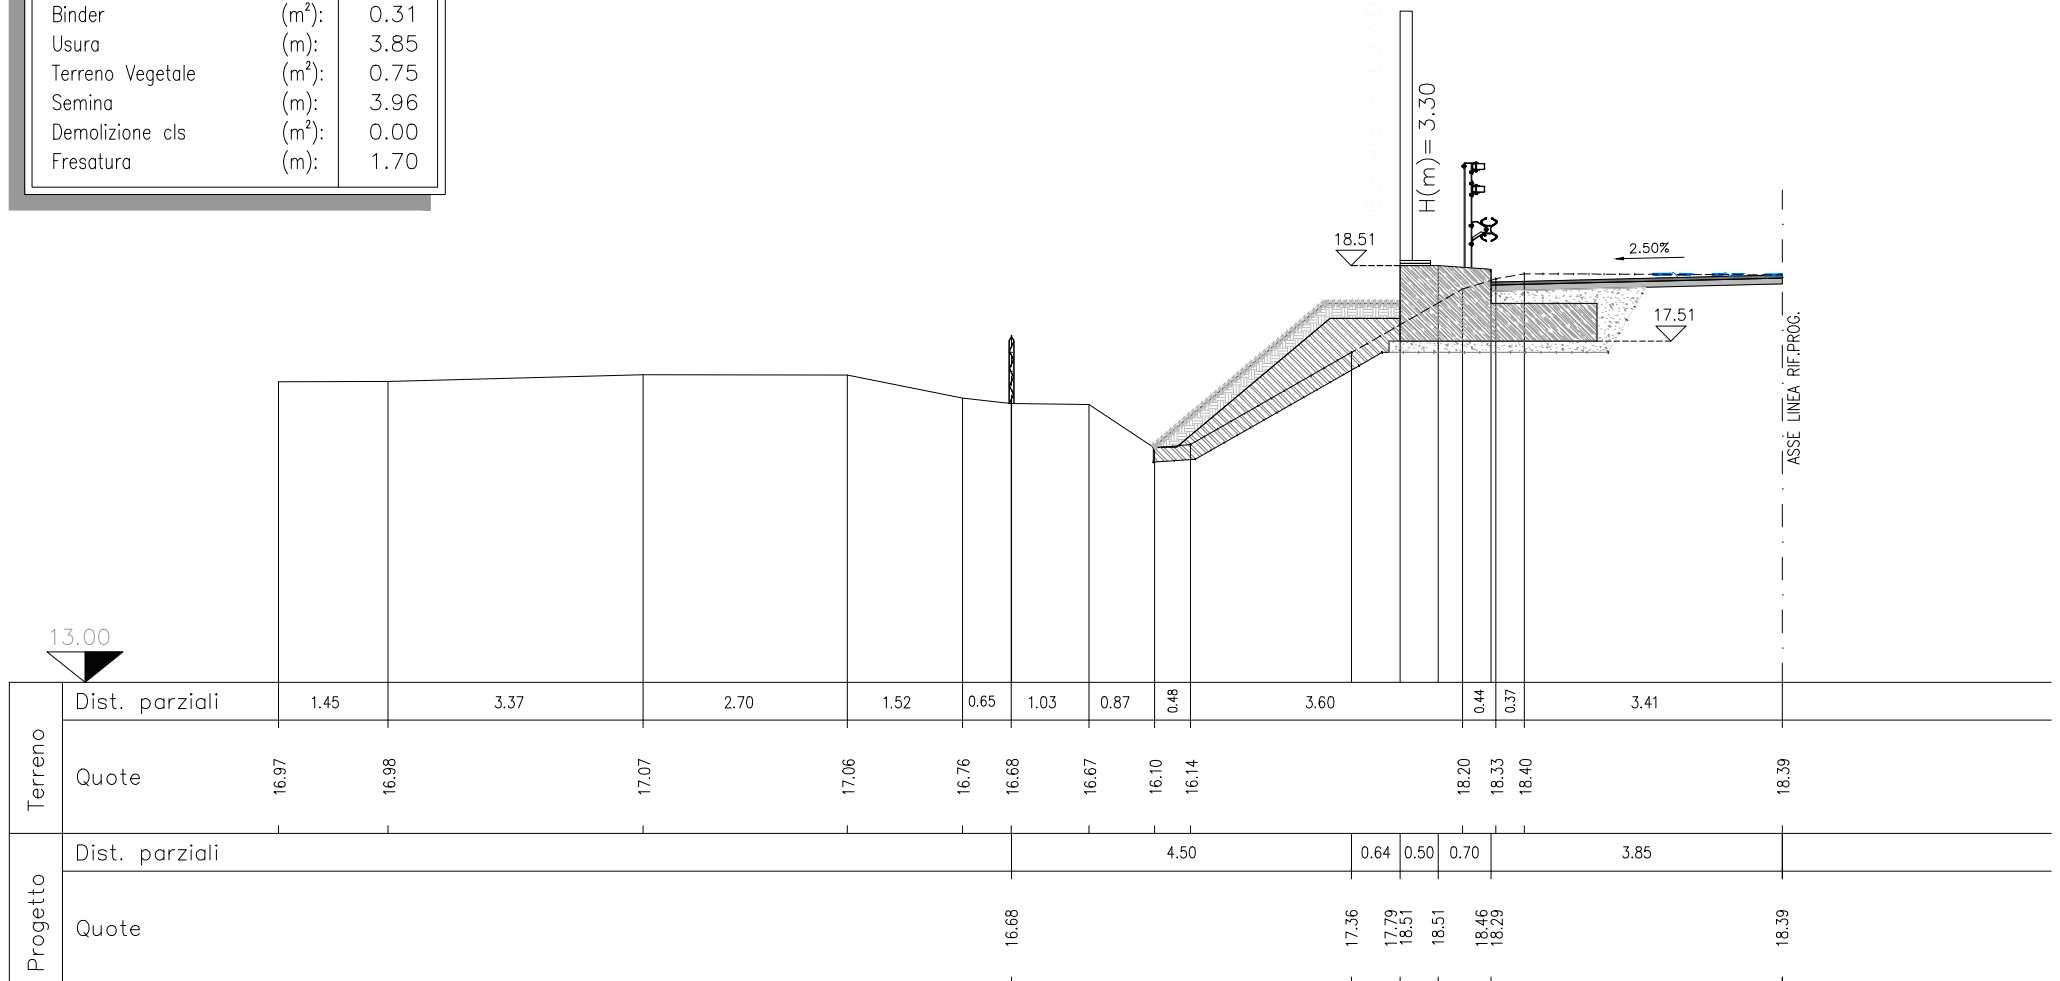 Binder (m²): 0.31
Usura (m): 3.85
Terreno Vegetale (m²): 0.75
Semina (m): 3.96
Demolizione cls (m²): 0.00
Fresatura (m): 1.70
H(m)= 3.30
18.51
2.50%
17.51
ASSE LINEA RIF.PROG.
13.00
Terreno
Dist. parziali 1.45 3.37 2.70 1.52 0.65 1.03 0.87 0.48 3.60 0.44 0.37 3.41
Quote 16.97 16.98 17.07 17.06 16.76 16.68 16.67 16.10 16.14 18.20 18.33 18.40 18.39
Progetto
Dist. parziali 4.50 0.64 0.50 0.70 3.85
Quote 16.68 17.36 17.79 18.51 18.51 18.46 18.29 18.39